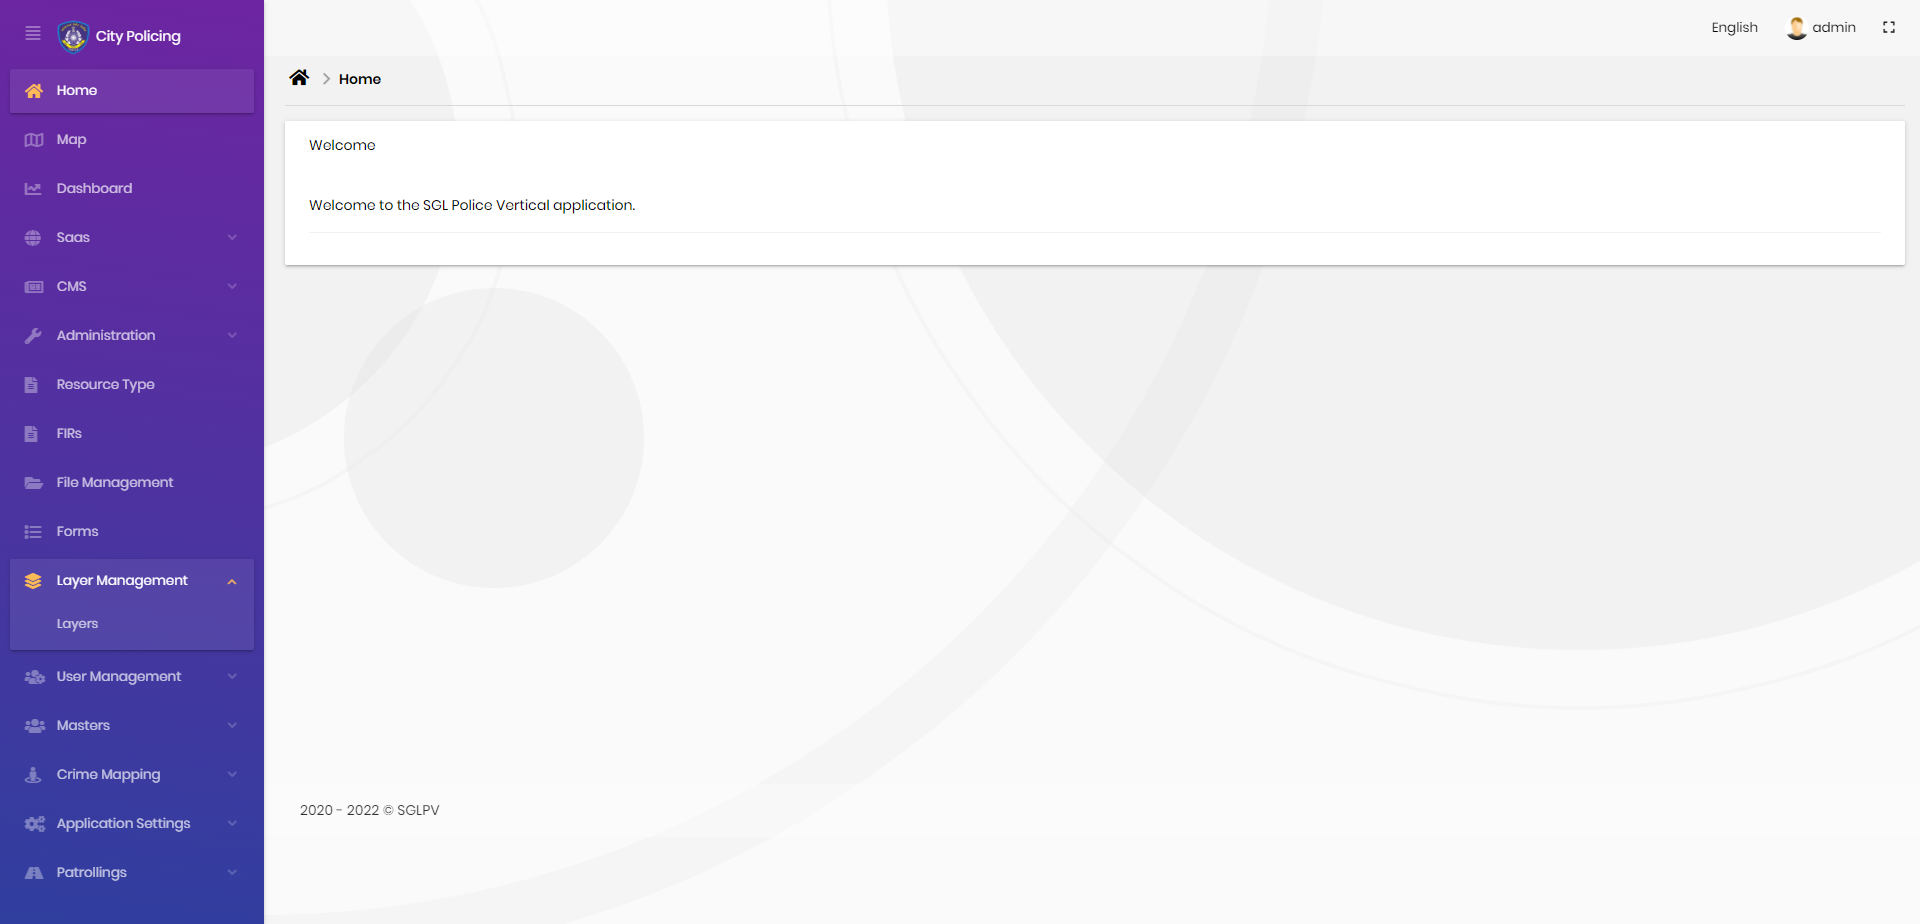 City Policing
Home
Map
Dashboard
Saas
CMS
Administration
Resource Type
FIRs
File Management
Forms
Layer Management
Layers
User Management
Masters
Crime Mapping
Application Settings
Patrollings
English
admin
Home
Welcome
Welcome to the SGL Police Vertical application.
2020 - 2022 © SGLPV